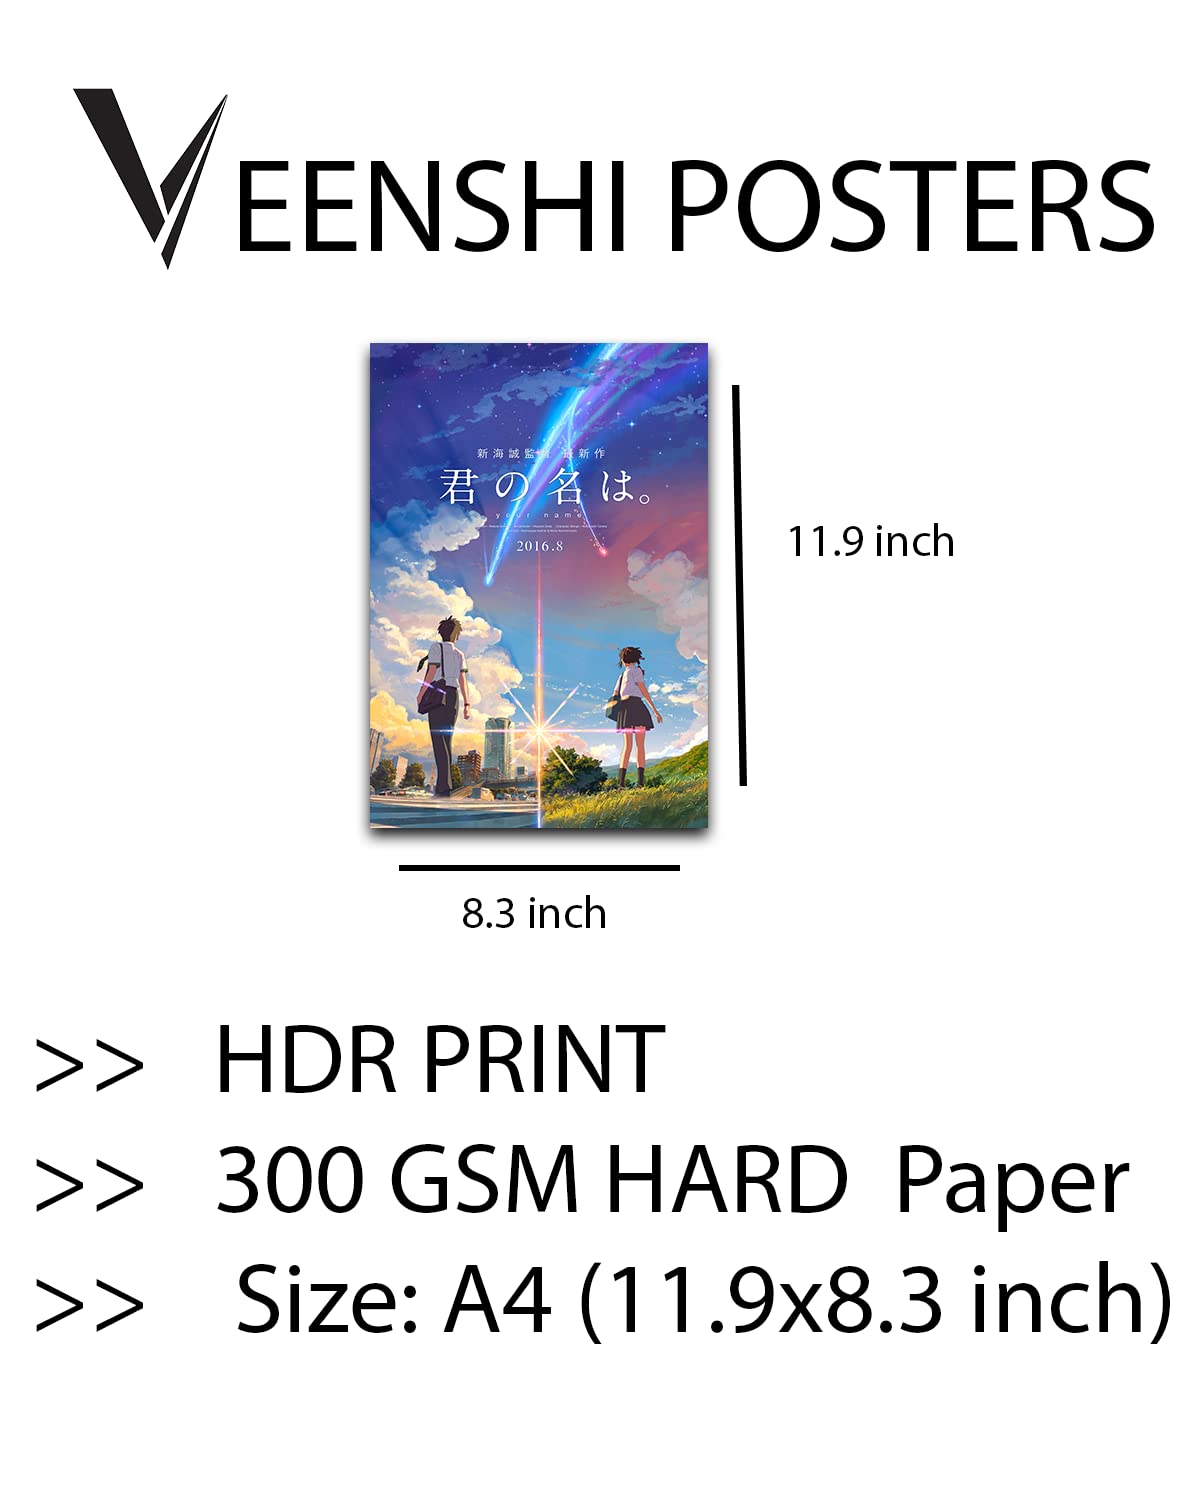 VEENSHI POSTERS
新海誠監督 最新作
君の名は。
your name.
2016.8
11.9 inch
8.3 inch
>> HDR PRINT
>> 300 GSM HARD Paper
>> Size: A4 (11.9x8.3 inch)